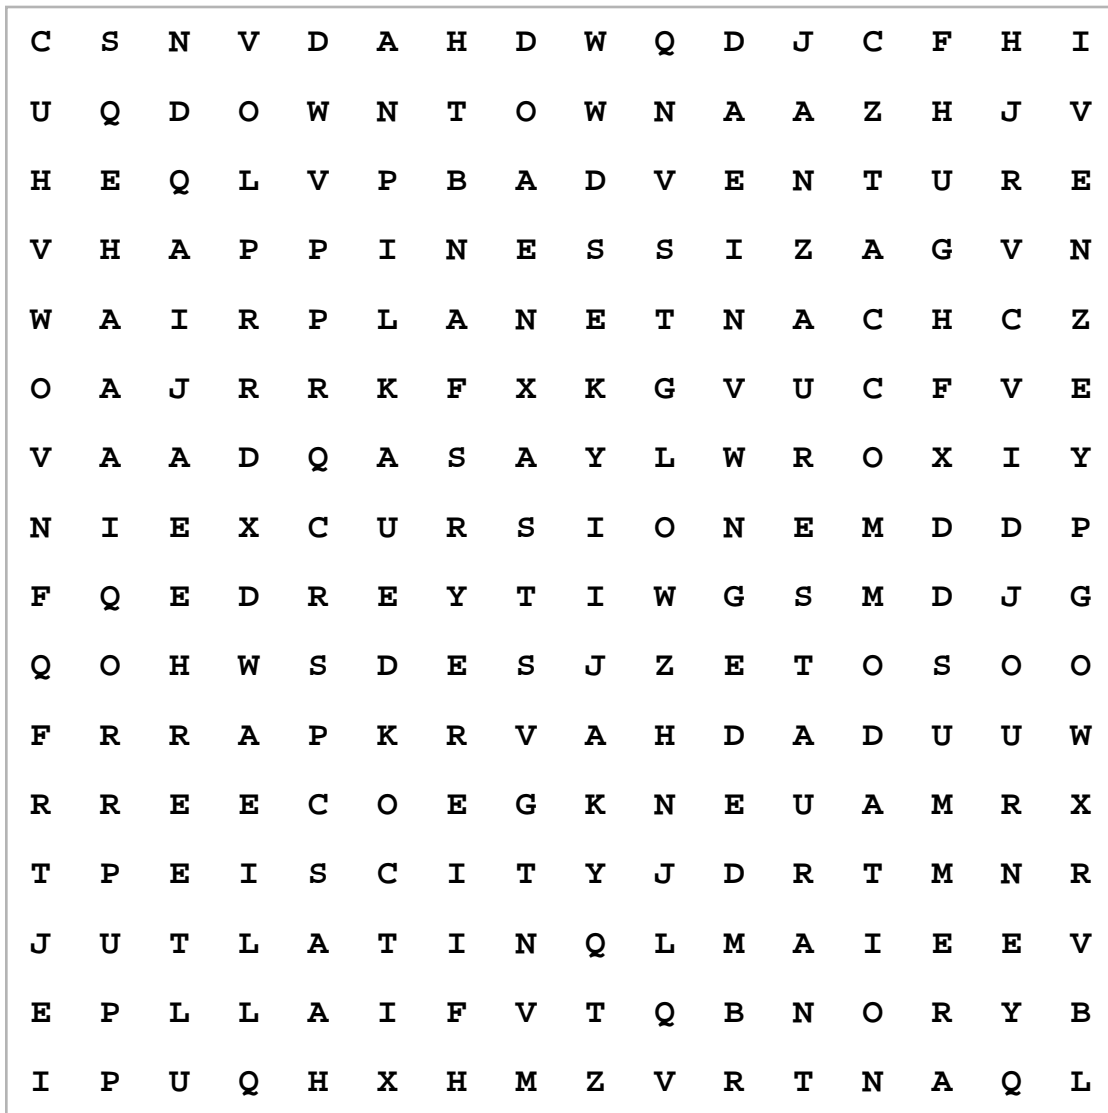 C S N V D A H D W Q D J C F H I
U Q D O W N T O W N A A Z H J V
H E Q L V P B A D V E N T U R E
V H A P P I N E S S I Z A G V N
W A I R P L A N E T N A C H C Z
O A J R R K F X K G V U C F V E
V A A D Q A S A Y L W R O X I Y
N I E X C U R S I O N E M D D P
F Q E D R E Y T I W G S M D J G
Q O H W S D E S J Z E T O S O O
F R R A P K R V A H D A D U U W
R R E E C O E G K N E U A M R X
T P E I S C I T Y J D R T M N R
J U T L A T I N Q L M A I E E V
E P L L A I F V T Q B N O R Y B
I P U Q H X H M Z V R T N A Q L